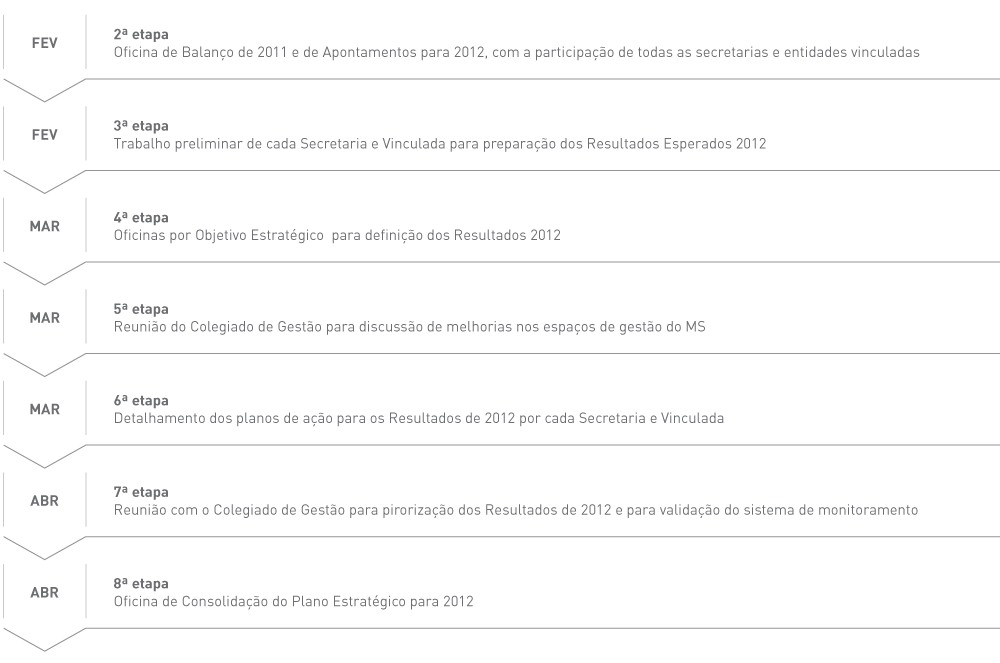 FEV
2ª etapa
Oficina de Balanço de 2011 e de Apontamentos para 2012, com a participação de todas as secretarias e entidades vinculadas
FEV
3ª etapa
Trabalho preliminar de cada Secretaria e Vinculada para preparação dos Resultados Esperados 2012
MAR
4ª etapa
Oficinas por Objetivo Estratégico para definição dos Resultados 2012
MAR
5ª etapa
Reunião do Colegiado de Gestão para discussão de melhorias nos espaços de gestão do MS
MAR
6ª etapa
Detalhamento dos planos de ação para os Resultados de 2012 por cada Secretaria e Vinculada
ABR
7ª etapa
Reunião com o Colegiado de Gestão para pirorização dos Resultados de 2012 e para validação do sistema de monitoramento
ABR
8ª etapa
Oficina de Consolidação do Plano Estratégico para 2012